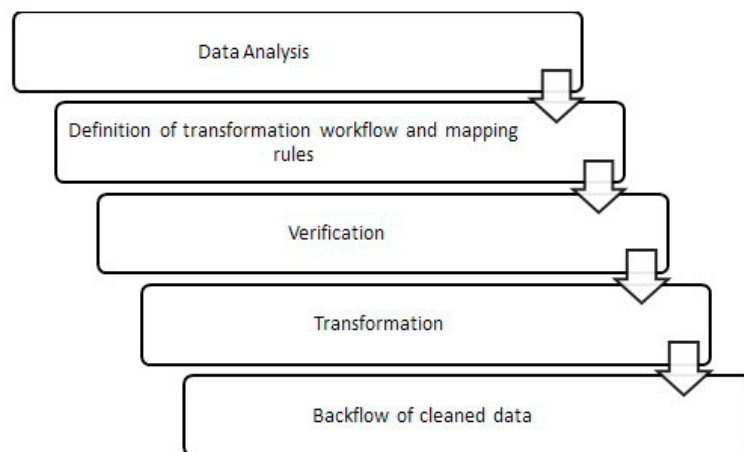 Data Analysis
Definition of transformation workflow and mapping
rules
Verification
Transformation
Backflow of cleaned data